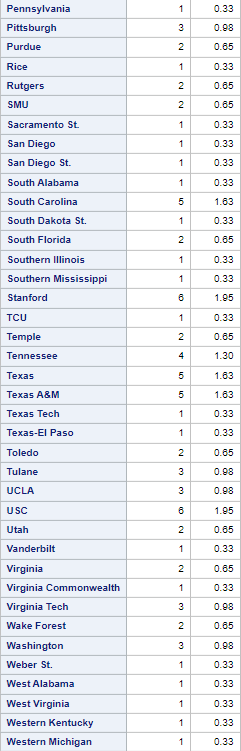 Pennsylvania 1 0.33
Pittsburgh 3 0.98
Purdue 2 0.65
Rice 1 0.33
Rutgers 2 0.65
SMU 2 0.65
Sacramento St. 1 0.33
San Diego 1 0.33
San Diego St. 1 0.33
South Alabama 1 0.33
South Carolina 5 1.63
South Dakota St. 1 0.33
South Florida 2 0.65
Southern Illinois 1 0.33
Southern Mississippi 1 0.33
Stanford 6 1.95
TCU 1 0.33
Temple 2 0.65
Tennessee 4 1.30
Texas 5 1.63
Texas A&M 5 1.63
Texas Tech 1 0.33
Texas-El Paso 1 0.33
Toledo 2 0.65
Tulane 3 0.98
UCLA 3 0.98
USC 6 1.95
Utah 2 0.65
Vanderbilt 1 0.33
Virginia 2 0.65
Virginia Commonwealth 1 0.33
Virginia Tech 3 0.98
Wake Forest 2 0.65
Washington 3 0.98
Weber St. 1 0.33
West Alabama 1 0.33
West Virginia 1 0.33
Western Kentucky 1 0.33
Western Michigan 1 0.33